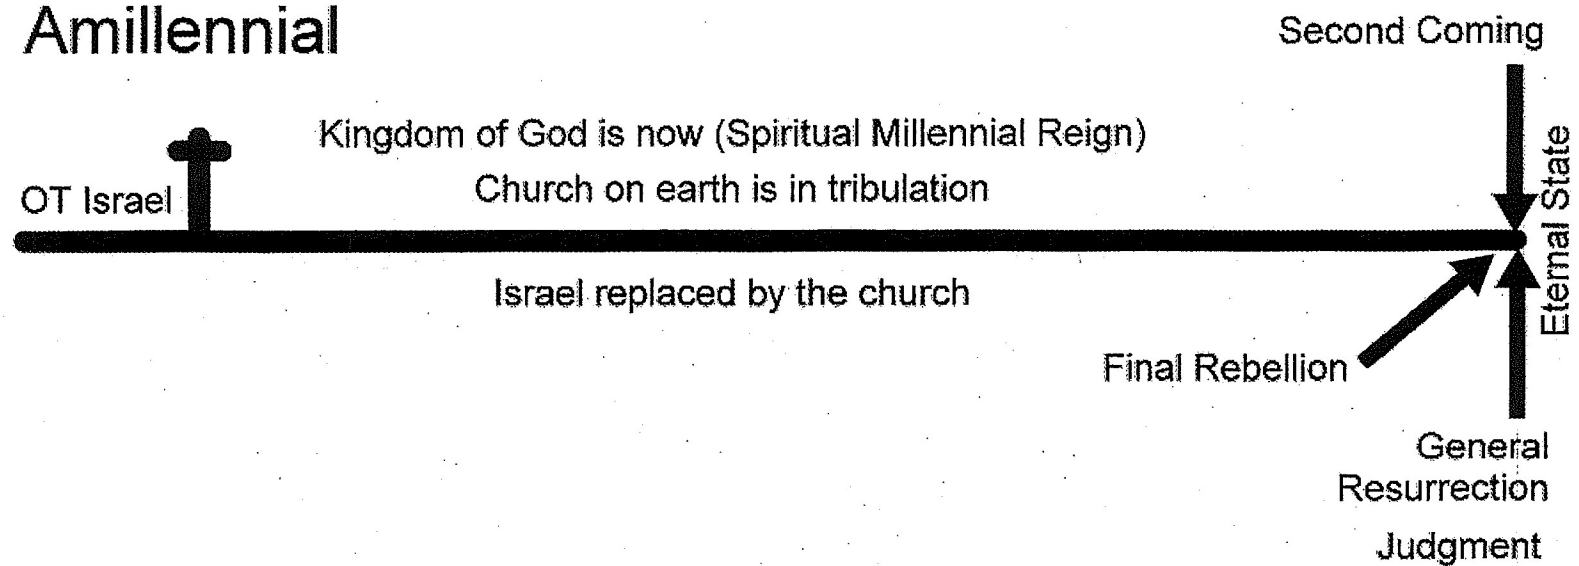 Amillennial
Second Coming
Kingdom of God is now (Spiritual Millennial Reign)
Church on earth is in tribulation
OT Israel
Eternal State
Israel replaced by the church
Final Rebellion
General
Resurrection
Judgment